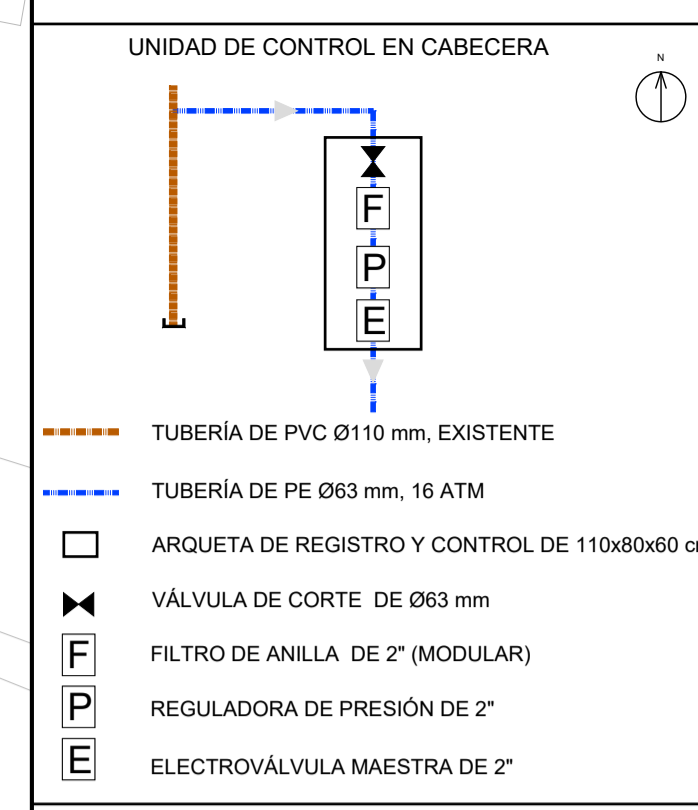 UNIDAD DE CONTROL EN CABECERA
N
F
P
E
TUBERÍA DE PVC Ø110 mm, EXISTENTE
TUBERÍA DE PE Ø63 mm, 16 ATM
ARQUETA DE REGISTRO Y CONTROL DE 110x80x60
VÁLVULA DE CORTE DE Ø63 mm
F FILTRO DE ANILLA DE 2" (MODULAR)
P REGULADORA DE PRESIÓN DE 2"
E ELECTROVÁLVULA MAESTRA DE 2"